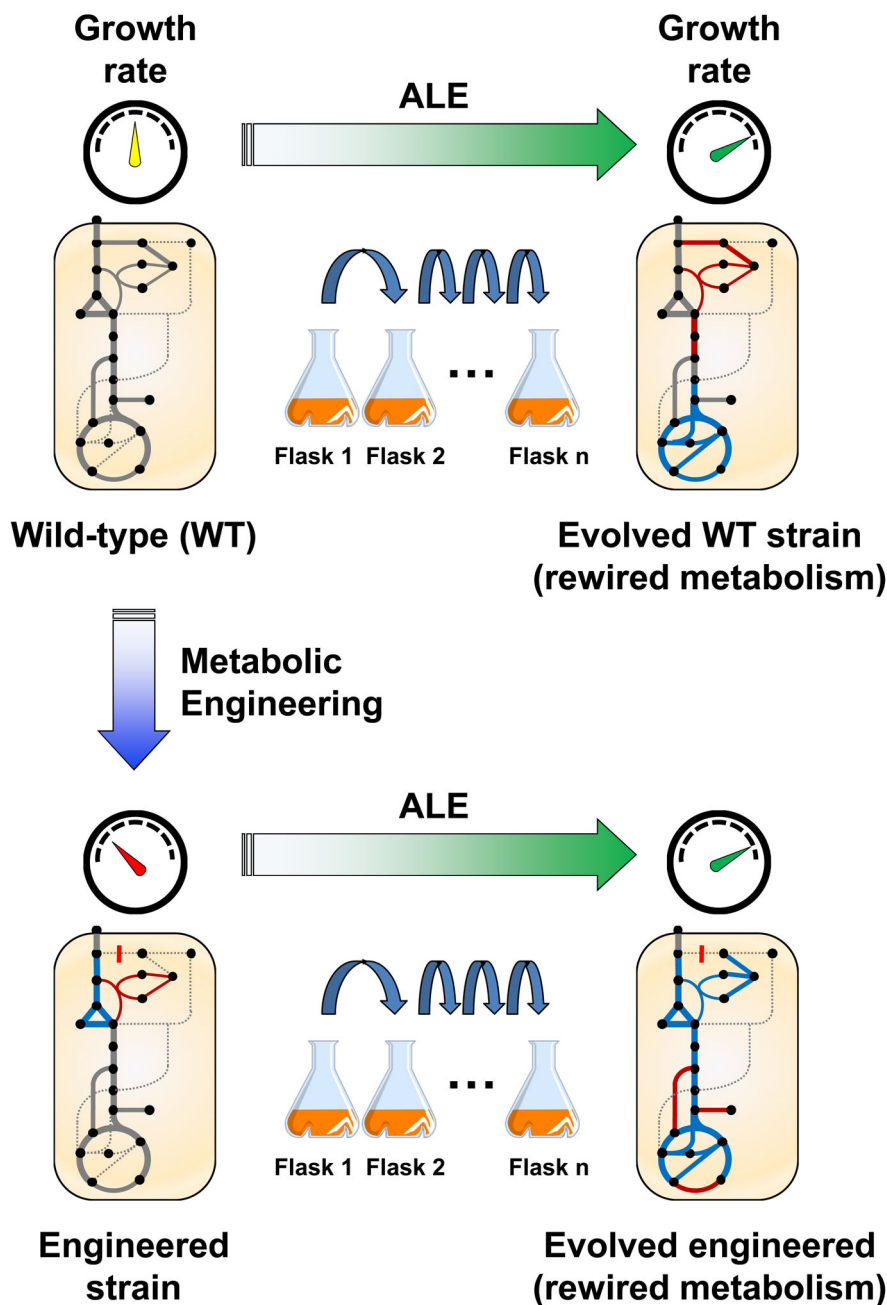 Growth
rate
ALE
Growth
rate
...
Flask 1 Flask 2 Flask n
Wild-type (WT)
Evolved WT strain
(rewired metabolism)
Metabolic
Engineering
ALE
...
Flask 1 Flask 2 Flask n
Engineered
strain
Evolved engineered
(rewired metabolism)